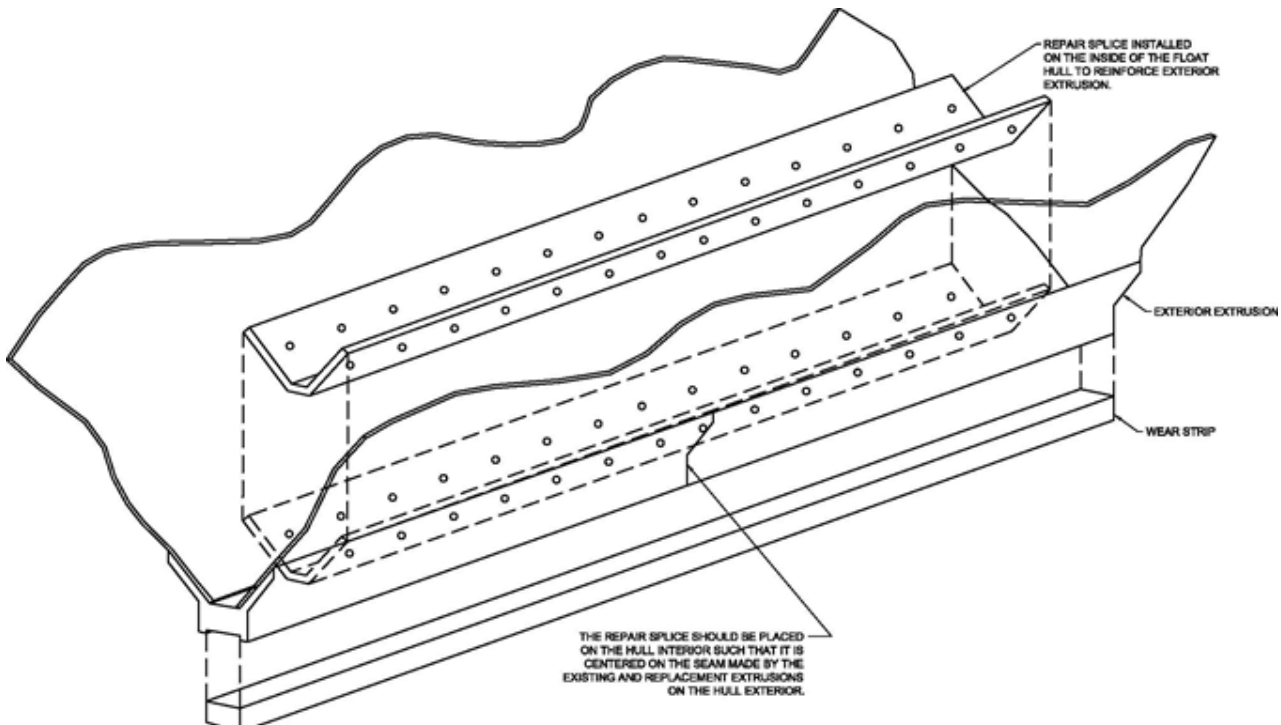 REPAIR SPLICE INSTALLED
ON THE INSIDE OF THE FLOAT
HULL TO REINFORCE EXTERIOR
EXTRUSION.
EXTERIOR EXTRUSION
WEAR STRIP
THE REPAIR SPLICE SHOULD BE PLACED
ON THE HULL INTERIOR SUCH THAT IT IS
CENTERED ON THE SEAM MADE BY THE
EXISTING AND REPLACEMENT EXTRUSIONS
ON THE HULL EXTERIOR.